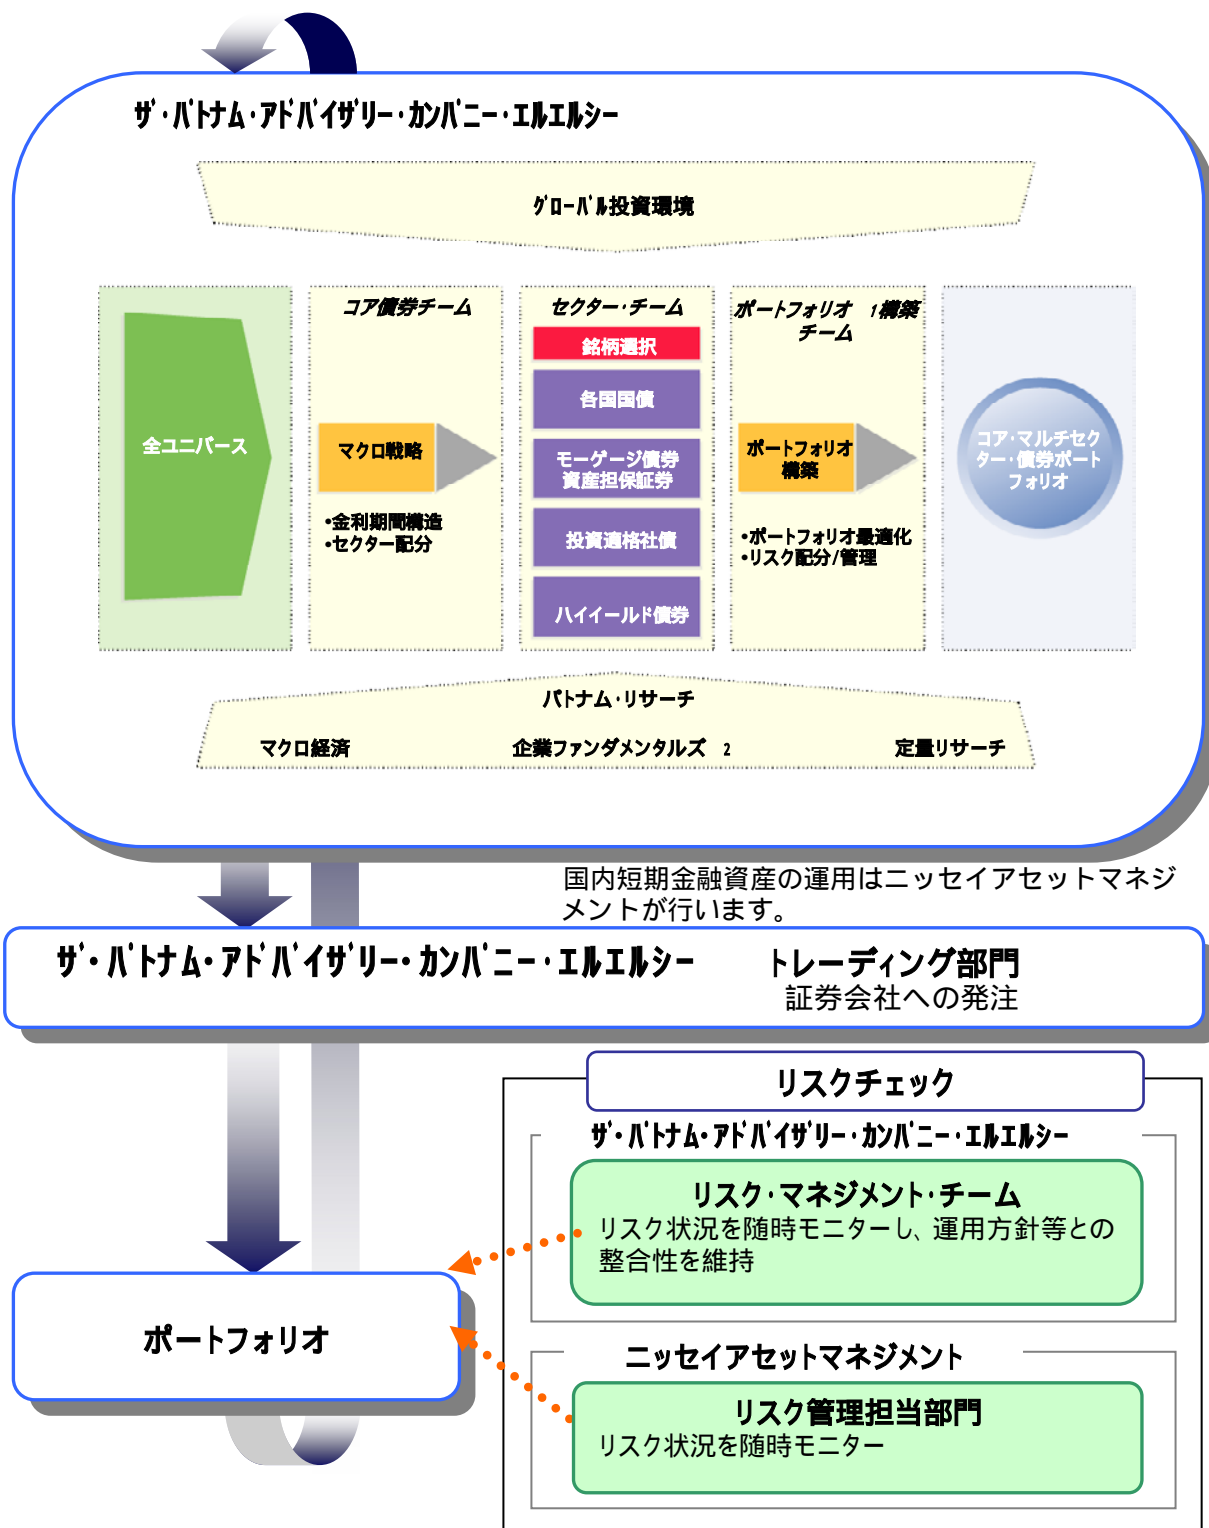 ｻﾞ・ﾊﾟﾄﾅﾑ・ｱﾄﾞﾊﾞｲｻﾞﾘｰ・ｶﾝﾊﾟﾆｰ・ｴﾙｴﾙｼｰ
ｸﾞﾛｰﾊﾞﾙ投資環境
全ユニバース
コア債券チーム
マクロ戦略
•金利期間構造
•セクター配分
セクター・チーム
銘柄選択
各国国債
モーゲージ債券
資産担保証券
投資適格社債
ハイイールド債券
ポートフォリオ 1構築
チーム
ポートフォリオ
構築
•ポートフォリオ最適化
•リスク配分/管理
コア・マルチセク
ター・債券ポート
フォリオ
パトナム・リサーチ
マクロ経済 企業ファンダメンタルズ 2 定量リサーチ
国内短期金融資産の運用はニッセイアセットマネジ
メントが行います。
ｻﾞ・ﾊﾟﾄﾅﾑ・ｱﾄﾞﾊﾞｲｻﾞﾘｰ・ｶﾝﾊﾟﾆｰ・ｴﾙｴﾙｼｰ トレーディング部門
証券会社への発注
リスクチェック
ｻﾞ・ﾊﾟﾄﾅﾑ・ｱﾄﾞﾊﾞｲｻﾞﾘｰ・ｶﾝﾊﾟﾆｰ・ｴﾙｴﾙｼｰ
リスク・マネジメント・チーム
リスク状況を随時モニターし、運用方針等との
整合性を維持
ポートフォリオ
ニッセイアセットマネジメント
リスク管理担当部門
リスク状況を随時モニター